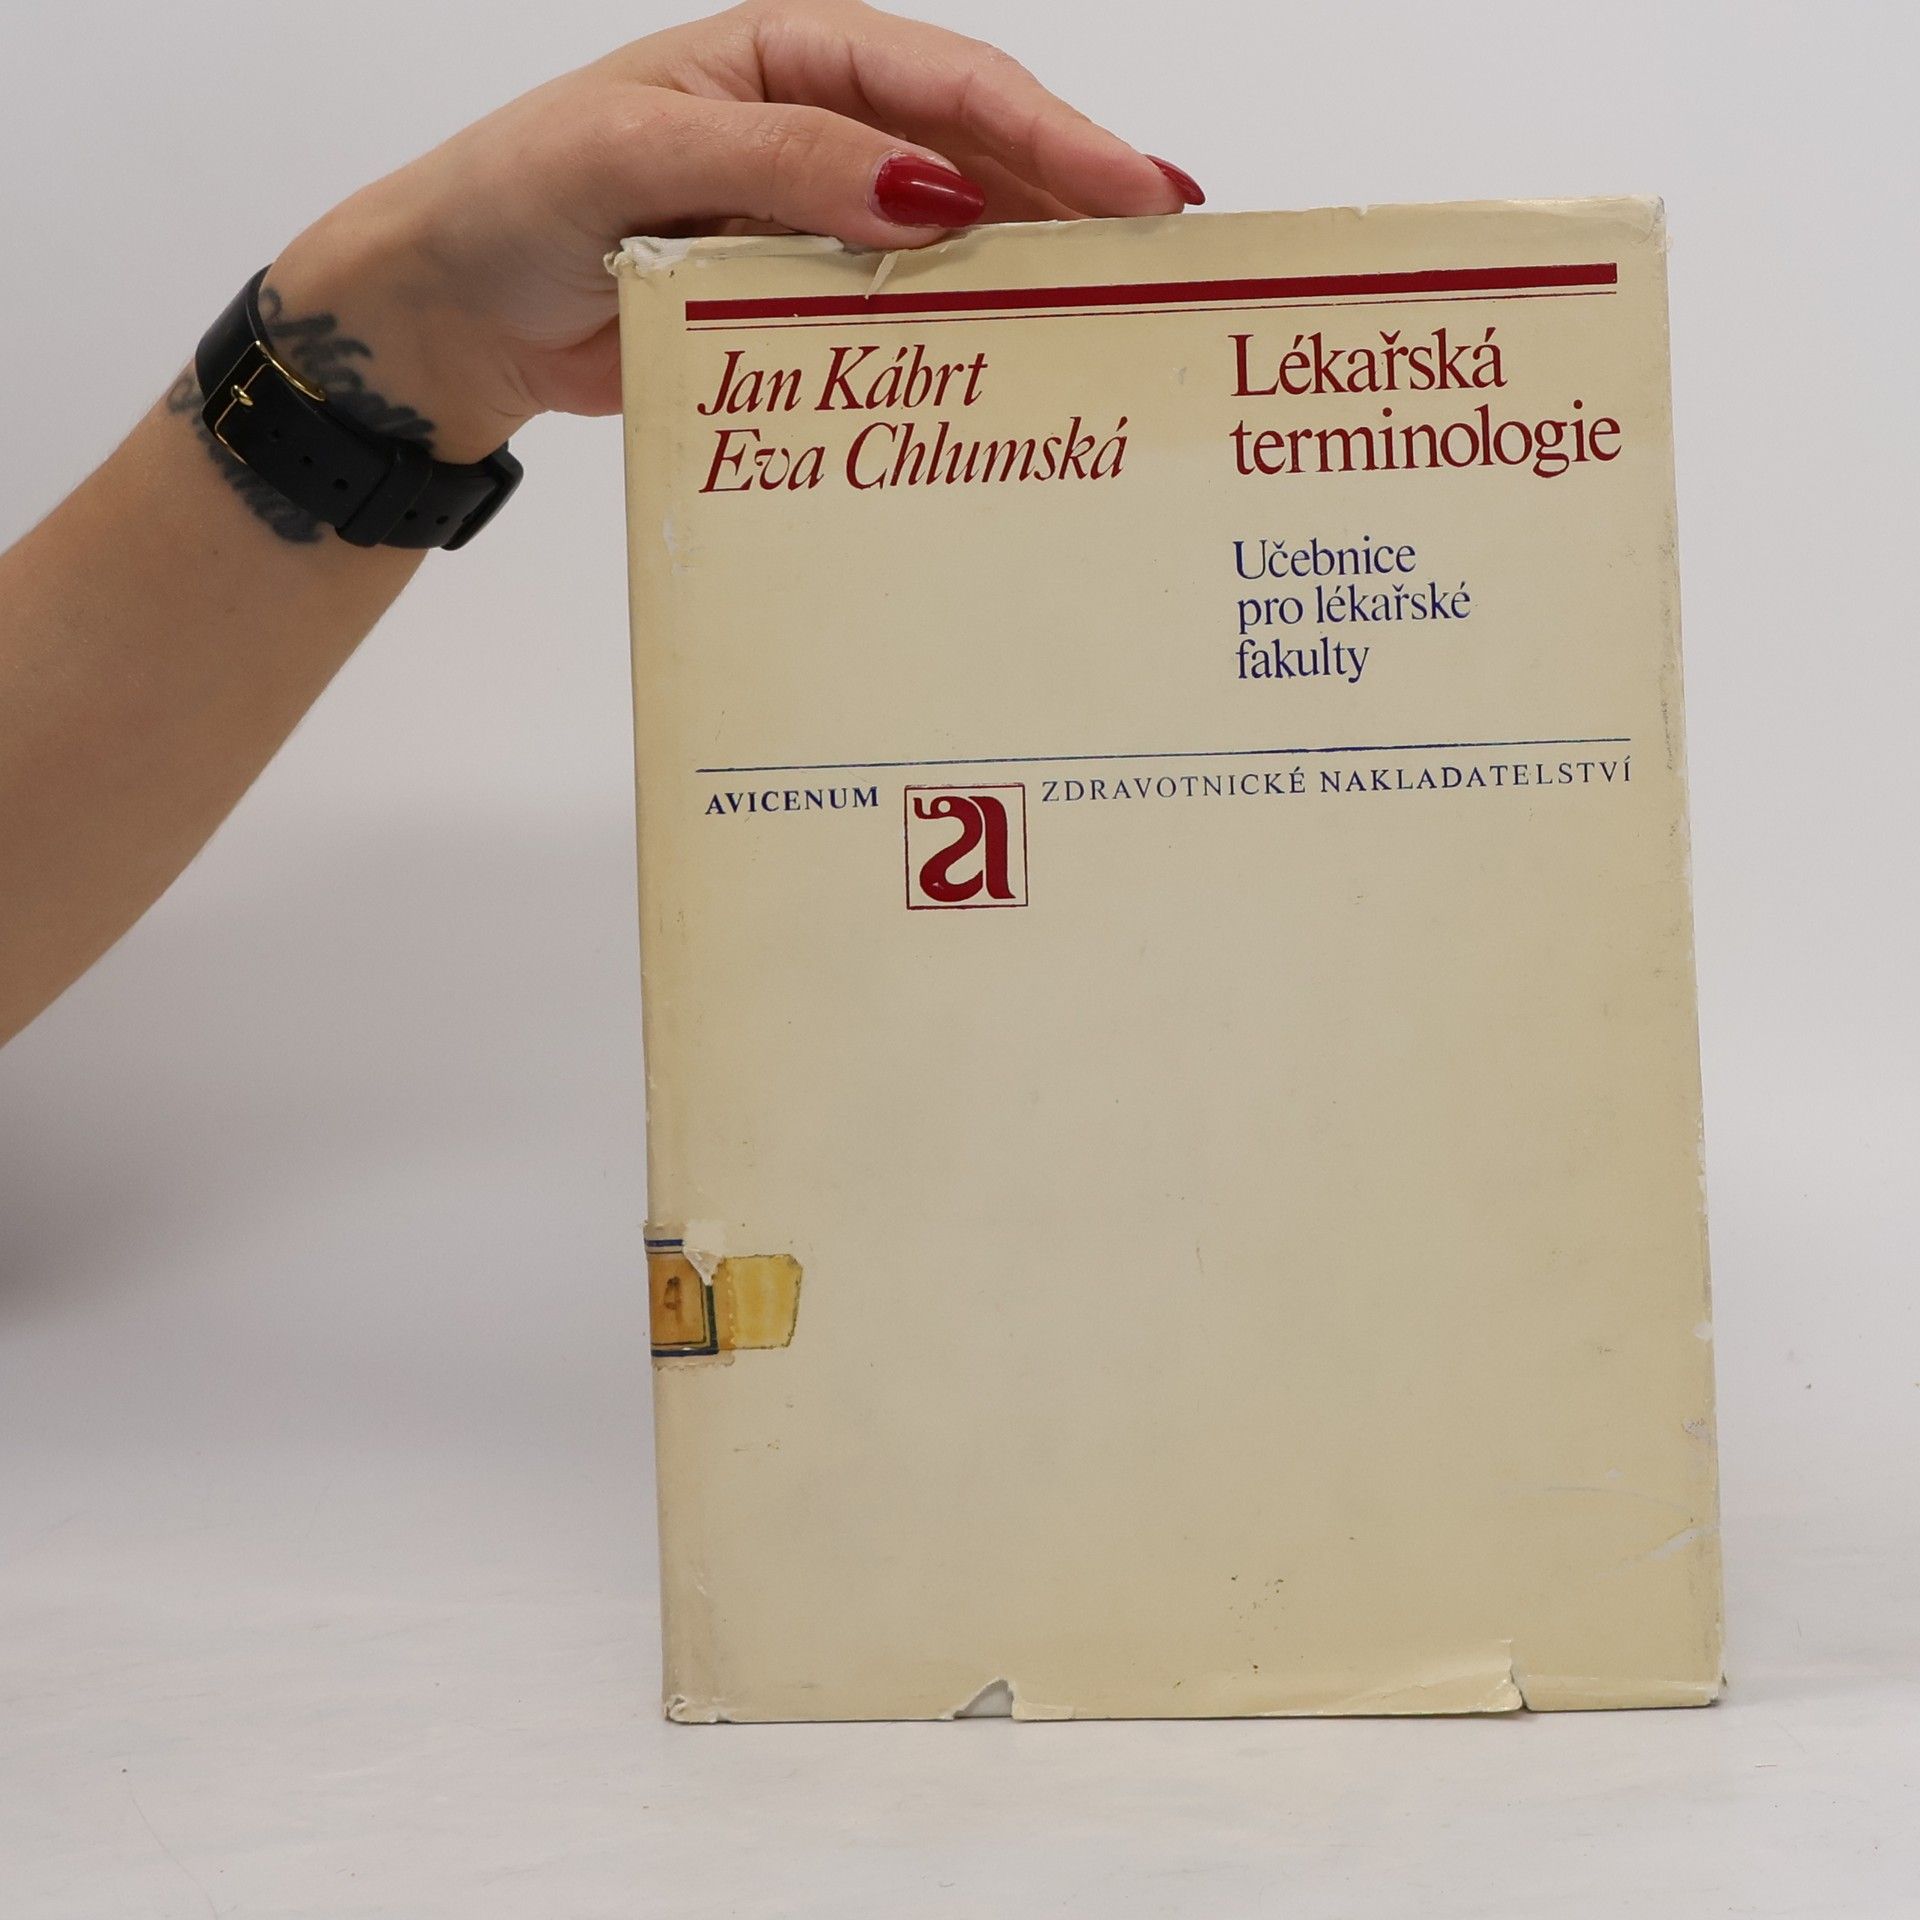 Jan Kábrt
Eva Chlumská
Lékařská
terminologie
Učebnice
pro lékařské
fakulty
AVICENUM
ZDRAVOTNICKÉ NAKLADATELSTVÍ
A